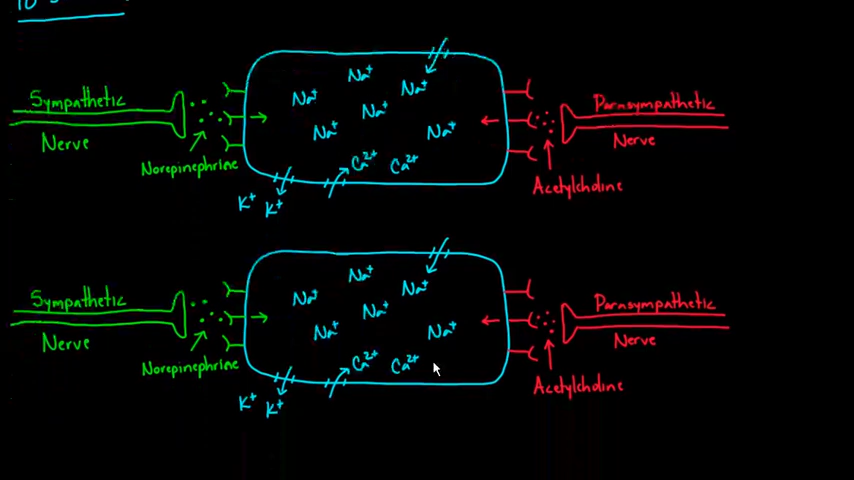 Sympathetic
Nerve
Norepinephrine
Na⁺
Na⁺
Na⁺
Na⁺
Na⁺
Na⁺
Ca²⁺
Ca²⁺
K⁺
K⁺
Parasympathetic
Nerve
Acetylcholine
Sympathetic
Nerve
Norepinephrine
Na⁺
Na⁺
Na⁺
Na⁺
Na⁺
Na⁺
Ca²⁺
Ca²⁺
K⁺
K⁺
Parasympathetic
Nerve
Acetylcholine